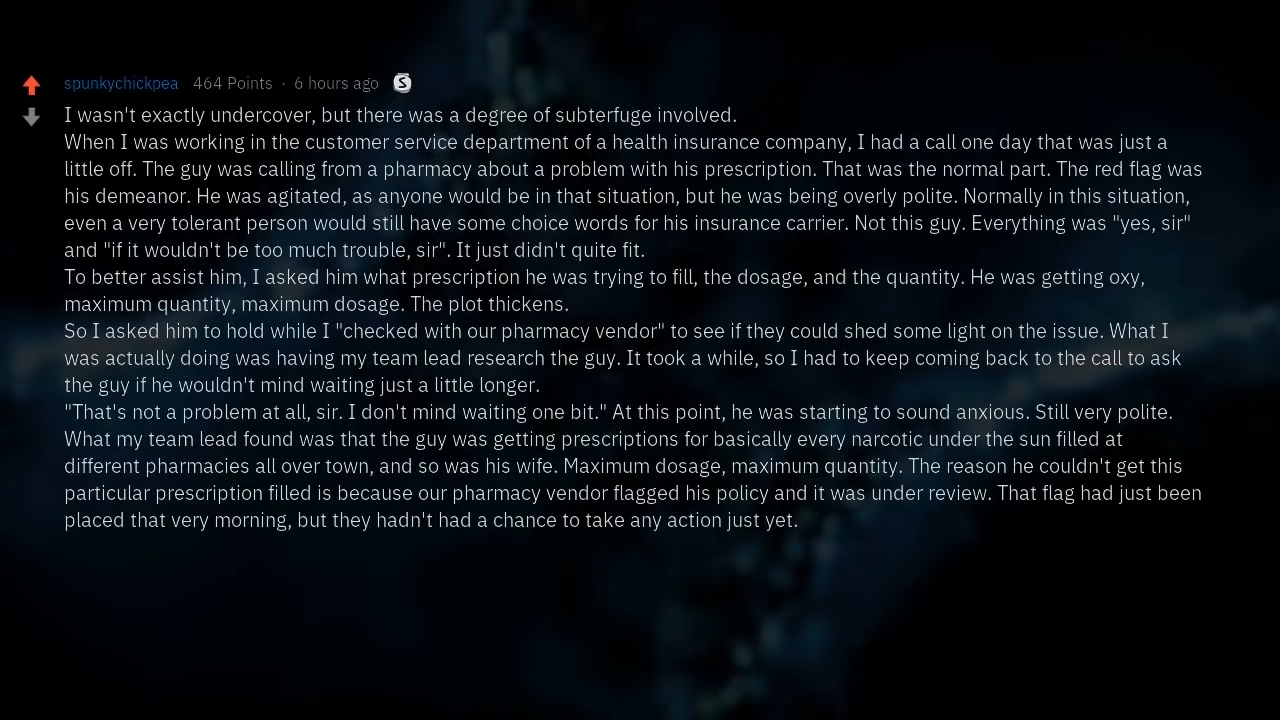 spunkychickpea 464 Points · 6 hours ago S
I wasn't exactly undercover, but there was a degree of subterfuge involved.
When I was working in the customer service department of a health insurance company, I had a call one day that was just a
little off. The guy was calling from a pharmacy about a problem with his prescription. That was the normal part. The red flag was
his demeanor. He was agitated, as anyone would be in that situation, but he was being overly polite. Normally in this situation,
even a very tolerant person would still have some choice words for his insurance carrier. Not this guy. Everything was "yes, sir"
and "if it wouldn't be too much trouble, sir". It just didn't quite fit.
To better assist him, I asked him what prescription he was trying to fill, the dosage, and the quantity. He was getting oxy,
maximum quantity, maximum dosage. The plot thickens.
So I asked him to hold while I "checked with our pharmacy vendor" to see if they could shed some light on the issue. What I
was actually doing was having my team lead research the guy. It took a while, so I had to keep coming back to the call to ask
the guy if he wouldn't mind waiting just a little longer.
"That's not a problem at all, sir. I don't mind waiting one bit." At this point, he was starting to sound anxious. Still very polite.
What my team lead found was that the guy was getting prescriptions for basically every narcotic under the sun filled at
different pharmacies all over town, and so was his wife. Maximum dosage, maximum quantity. The reason he couldn't get this
particular prescription filled is because our pharmacy vendor flagged his policy and it was under review. That flag had just been
placed that very morning, but they hadn't had a chance to take any action just yet.